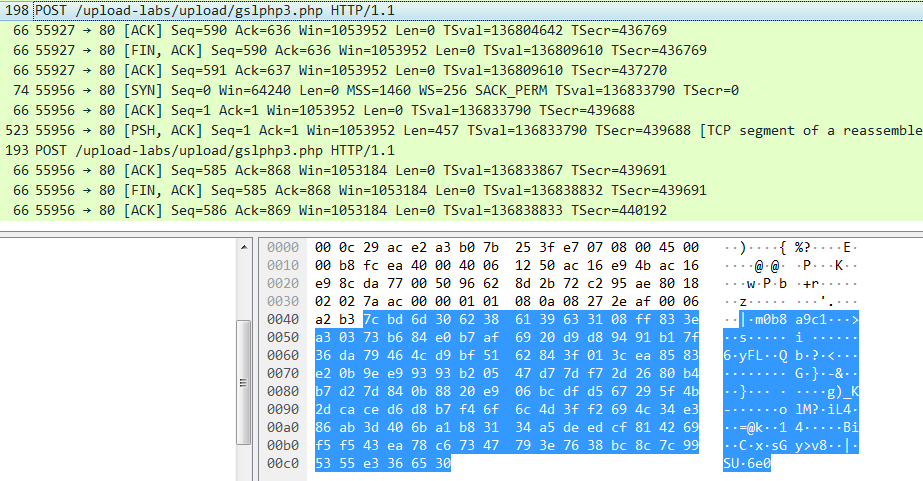 198 POST /upload-labs/upload/gslphp3.php HTTP/1.1
66 55927 → 80 [ACK] Seq=590 Ack=636 Win=1053952 Len=0 TSval=136804642 TSecr=436769
66 55927 → 80 [FIN, ACK] Seq=590 Ack=636 Win=1053952 Len=0 TSval=136809610 TSecr=436769
66 55927 → 80 [ACK] Seq=591 Ack=637 Win=1053952 Len=0 TSval=136809610 TSecr=437270
74 55956 → 80 [SYN] Seq=0 Win=64240 Len=0 MSS=1460 WS=256 SACK_PERM TSval=136833790 TSecr=0
66 55956 → 80 [ACK] Seq=1 Ack=1 Win=1053952 Len=0 TSval=136833790 TSecr=439688
523 55956 → 80 [PSH, ACK] Seq=1 Ack=1 Win=1053952 Len=457 TSval=136833790 TSecr=439688 [TCP segment of a reassemble
193 POST /upload-labs/upload/gslphp3.php HTTP/1.1
66 55956 → 80 [ACK] Seq=585 Ack=868 Win=1053184 Len=0 TSval=136833867 TSecr=439691
66 55956 → 80 [FIN, ACK] Seq=585 Ack=868 Win=1053184 Len=0 TSval=136838832 TSecr=439691
66 55956 → 80 [ACK] Seq=586 Ack=869 Win=1053184 Len=0 TSval=136838833 TSecr=440192
0000 00 0c 29 ac e2 a3 b0 7b 25 3f e7 07 08 00 45 00 ··)····{ %?····E·
0010 00 b8 fc ea 40 00 40 06 12 50 ac 16 e9 4b ac 16 ····@·@· ·P···K··
0020 e9 8c da 77 00 50 96 62 8d 2b 72 c2 95 ae 80 18 ···w·P·b ·+r·····
0030 02 02 7a ac 00 00 01 01 08 0a 08 27 2e af 00 06 ··z····· ···'.···
0040 a2 b3 7c bd 6d 30 62 38 61 39 63 31 08 ff 83 3e ··|·m0b8 a9c1···>
0050 a3 03 73 b6 84 e0 b7 af 69 20 d9 d8 94 91 b1 7f ··s····· i ······
0060 36 da 79 46 4c d9 bf 51 62 84 3f 01 3c ea 85 83 6·yFL··Q b·?·<···
0070 e2 0b 9e e9 93 93 b2 05 47 d7 7d f7 2d 26 80 b4 ········ G·}·-&··
0080 b7 d2 7d 84 0b 88 20 e9 06 bc df d5 67 29 5f 4b ··}··· · ····g)_K
0090 2d ca ce d6 d8 b7 f4 6f 6c 4d 3f f2 69 4c 34 e3 -······o lM?·iL4·
00a0 86 ab 3d 40 6b a1 b8 31 34 a5 de ed cf 81 42 69 ··=@k··1 4·····Bi
00b0 f5 f5 43 ea 78 c6 73 47 79 3e 76 38 bc 8c 7c 99 ··C·x·sG y>v8··|·
00c0 53 55 e3 36 65 30 SU·6e0